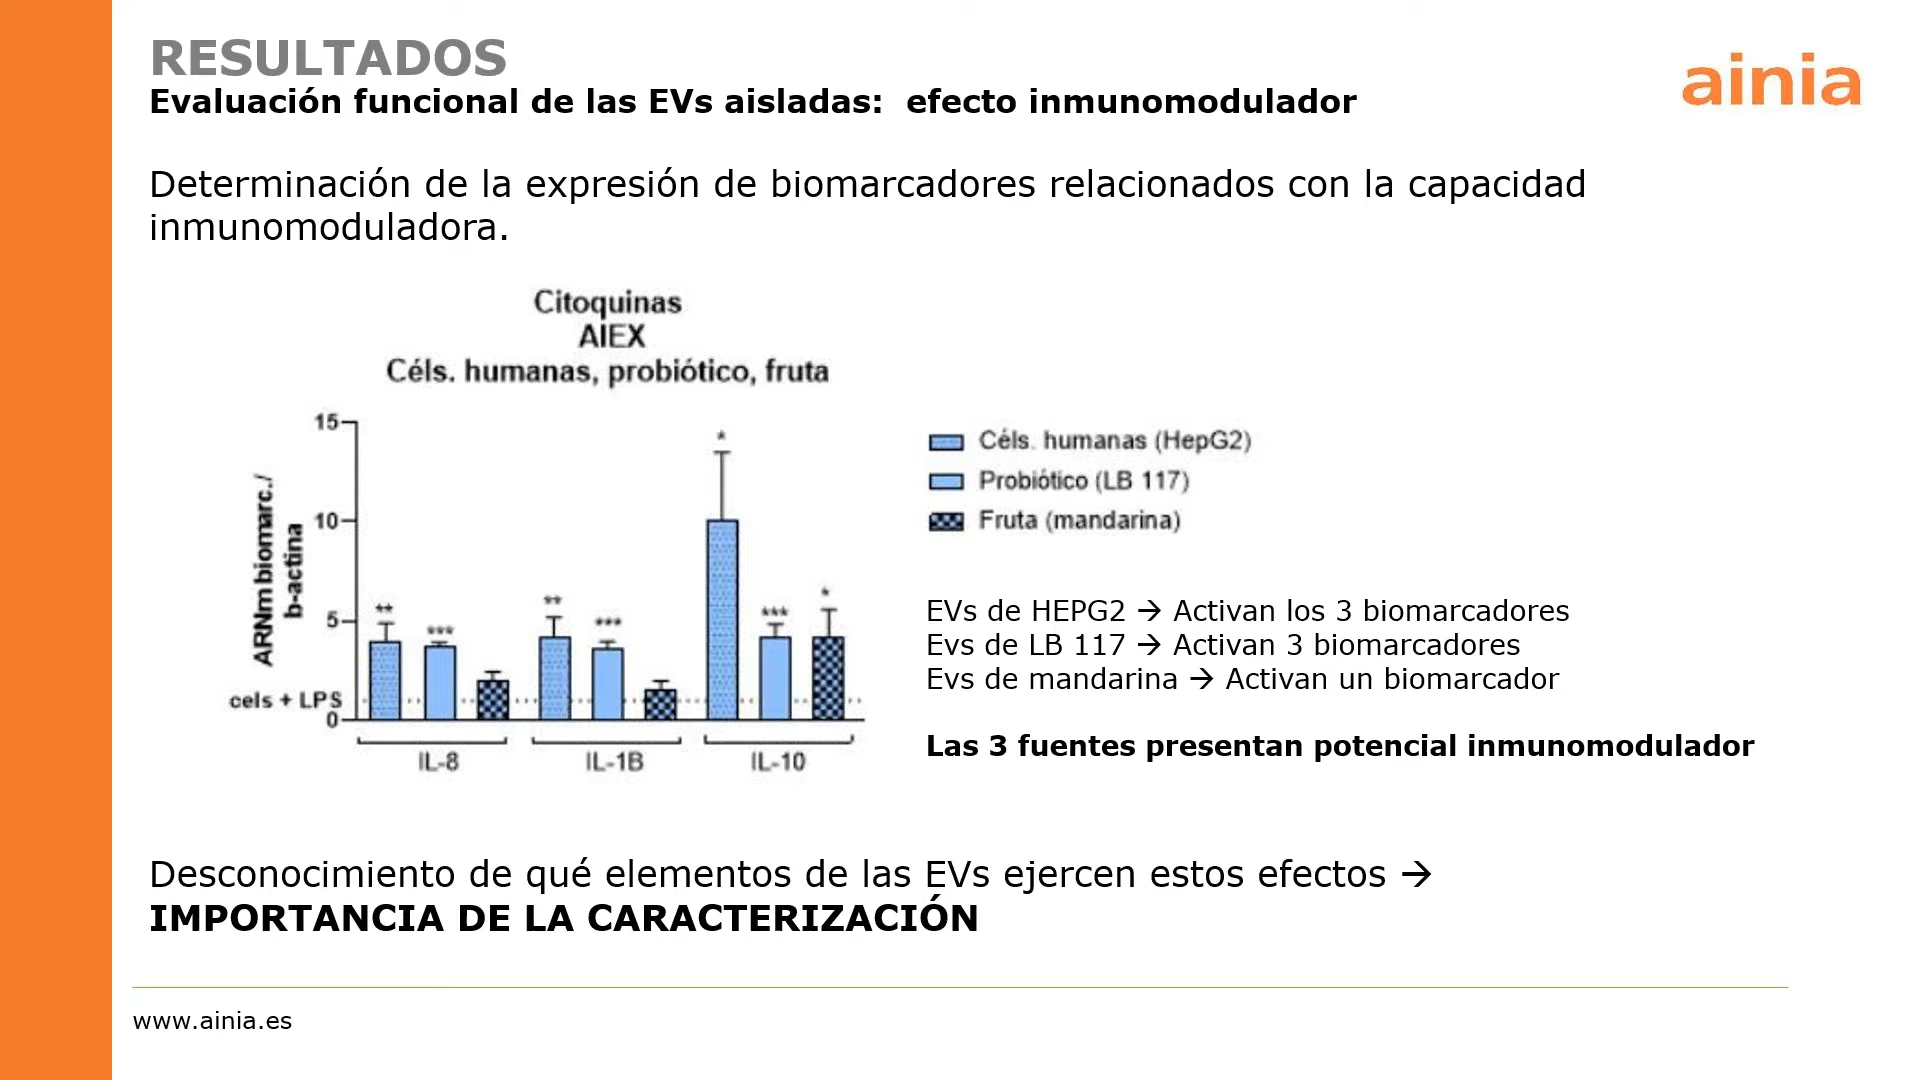 RESULTADOS
Evaluación funcional de las EVs aisladas:  efecto inmunomodulador
ainia
Determinación de la expresión de biomarcadores relacionados con la capacidad
inmunomoduladora.
Citoquinas
AIEX
Céls. humanas, probiótico, fruta
ARNm biomarc./
b-actina
15
10
5
cels + LPS
0
**
***
**
***
*
***
*
IL-8
IL-1B
IL-10
Céls. humanas (HepG2)
Probiótico (LB 117)
Fruta (mandarina)
EVs de HEPG2 → Activan los 3 biomarcadores
Evs de LB 117 → Activan 3 biomarcadores
Evs de mandarina → Activan un biomarcador
Las 3 fuentes presentan potencial inmunomodulador
Desconocimiento de qué elementos de las EVs ejercen estos efectos →
IMPORTANCIA DE LA CARACTERIZACIÓN
www.ainia.es